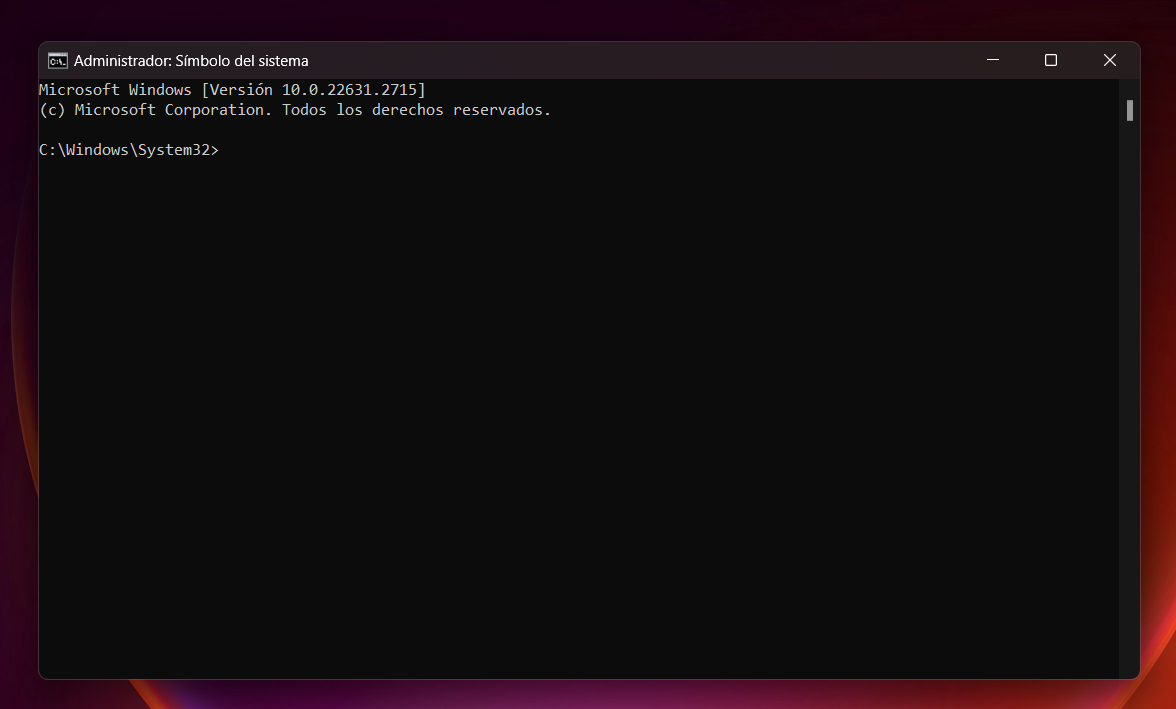 Administrador: Símbolo del sistema
Microsoft Windows [Versión 10.0.22631.2715]
(c) Microsoft Corporation. Todos los derechos reservados.
C:\Windows\System32>